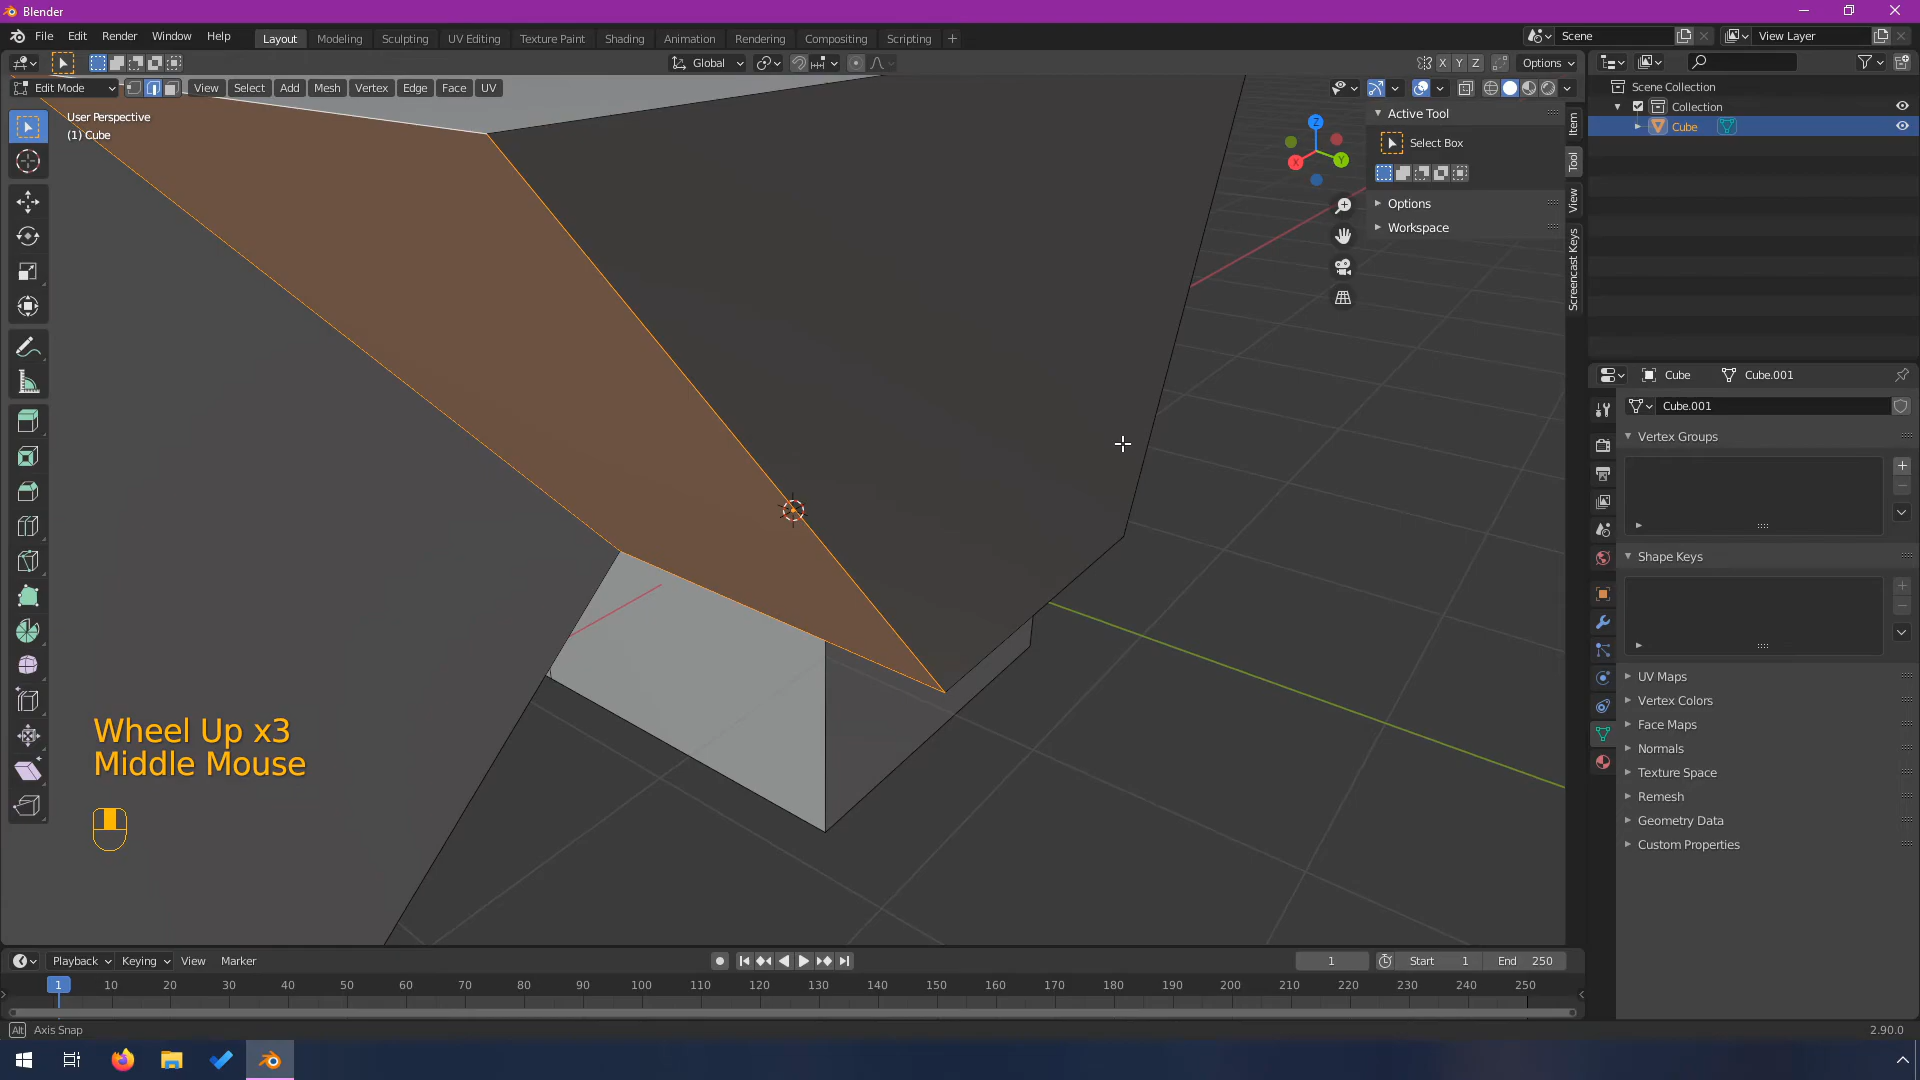 Blender
File Edit Render Window Help Layout Modeling Sculpting UV Editing Texture Paint Shading Animation Rendering Compositing Scripting + Scene View Layer
Global X Y Z Options
Edit Mode View Select Add Mesh Vertex Edge Face UV
User Perspective
(1) Cube
Z
X
Y
Active Tool
Select Box
Options
Workspace
Item
Tool
View
Screencast Keys
Scene Collection
Collection
Cube
Cube Cube.001
Cube.001
Vertex Groups
Shape Keys
UV Maps
Vertex Colors
Face Maps
Normals
Texture Space
Remesh
Geometry Data
Custom Properties
Wheel Up x3
Middle Mouse
Playback Keying View Marker 1 Start 1 End 250
1 10 20 30 40 50 60 70 80 90 100 110 120 130 140 150 160 170 180 190 200 210 220 230 240 250
Alt Axis Snap 2.90.0